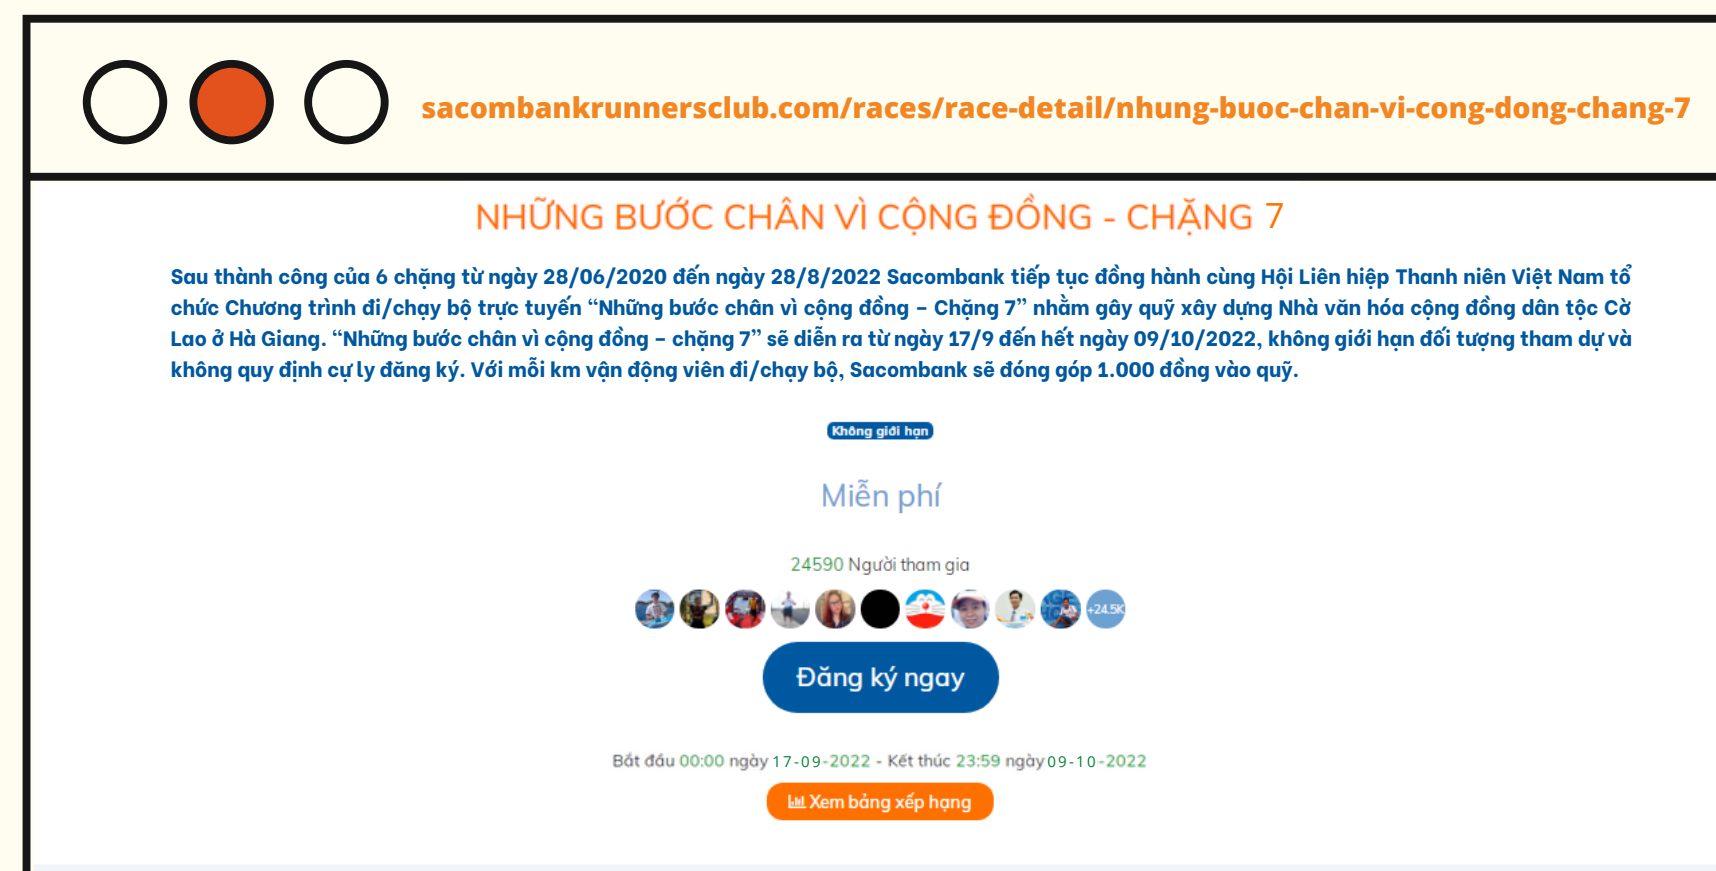 sacombankrunnersclub.com/races/race-detail/nhung-buoc-chan-vi-cong-dong-chang-7
NHỮNG BƯỚC CHÂN VÌ CỘNG ĐỒNG - CHẶNG 7
Sau thành công của 6 chặng từ ngày 28/06/2020 đến ngày 28/8/2022 Sacombank tiếp tục đồng hành cùng Hội Liên hiệp Thanh niên Việt Nam tổ
chức Chương trình đi/chạy bộ trực tuyến “Những bước chân vì cộng đồng – Chặng 7” nhằm gây quỹ xây dựng Nhà văn hóa cộng đồng dân tộc Cờ
Lao ở Hà Giang. “Những bước chân vì cộng đồng – chặng 7” sẽ diễn ra từ ngày 17/9 đến hết ngày 09/10/2022, không giới hạn đối tượng tham dự và
không quy định cự ly đăng ký. Với mỗi km vận động viên đi/chạy bộ, Sacombank sẽ đóng góp 1.000 đồng vào quỹ.
Không giới hạn
Miễn phí
24590 Người tham gia
+24.5K
Đăng ký ngay
Bắt đầu 00:00 ngày 17-09-2022 - Kết thúc 23:59 ngày 09-10-2022
Xem bảng xếp hạng